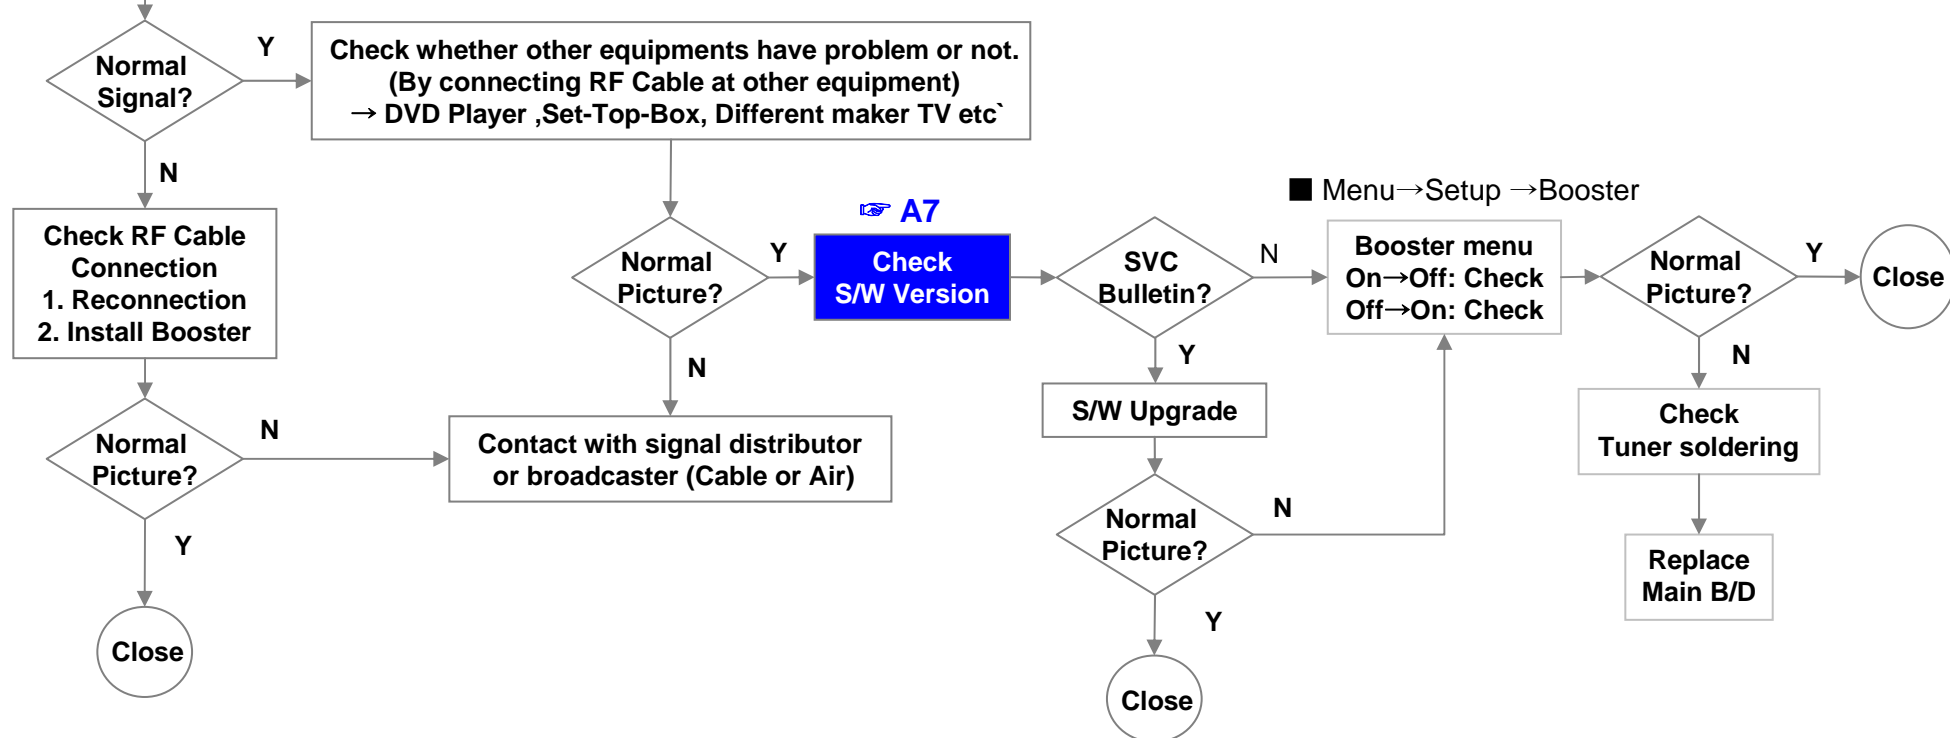 Normal
Signal?
Y
Check whether other equipments have problem or not.
(By connecting RF Cable at other equipment)
→ DVD Player ,Set-Top-Box, Different maker TV etc`
N
Check RF Cable
Connection
1. Reconnection
2. Install Booster
Normal
Picture?
N
Y
Close
Normal
Picture?
Y
N
Contact with signal distributor
or broadcaster (Cable or Air)
☞ A7
Check
S/W Version
SVC
Bulletin?
N
Y
S/W Upgrade
Normal
Picture?
N
Y
Close
■ Menu→Setup →Booster
Booster menu
On→Off: Check
Off→On: Check
Normal
Picture?
Y
Close
N
Check
Tuner soldering
Replace
Main B/D